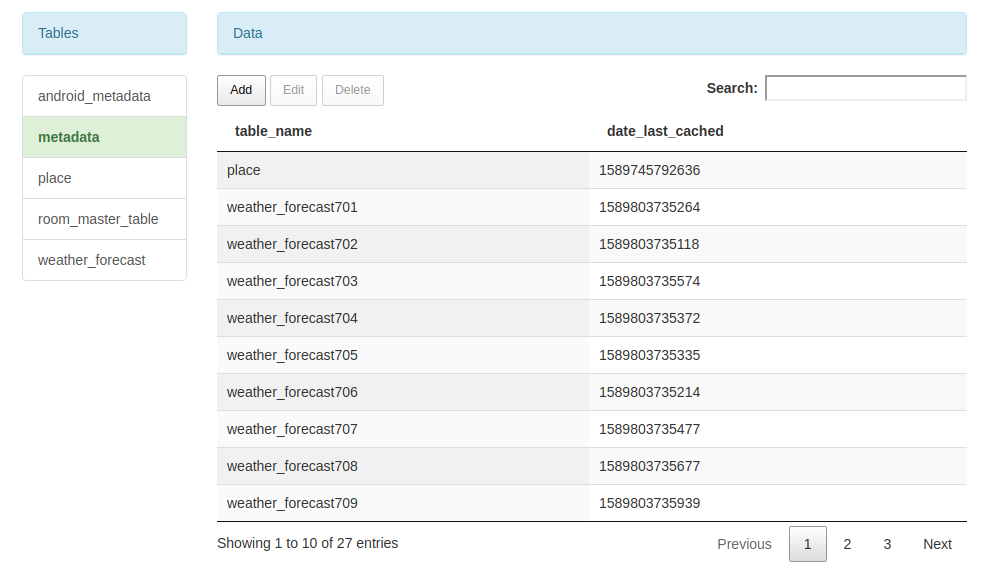 Tables
Data
android_metadata
metadata
place
room_master_table
weather_forecast
Add Edit Delete
Search:
table_name date_last_cached
place 1589745792636
weather_forecast701 1589803735264
weather_forecast702 1589803735118
weather_forecast703 1589803735574
weather_forecast704 1589803735372
weather_forecast705 1589803735335
weather_forecast706 1589803735214
weather_forecast707 1589803735477
weather_forecast708 1589803735677
weather_forecast709 1589803735939
Showing 1 to 10 of 27 entries
Previous 1 2 3 Next